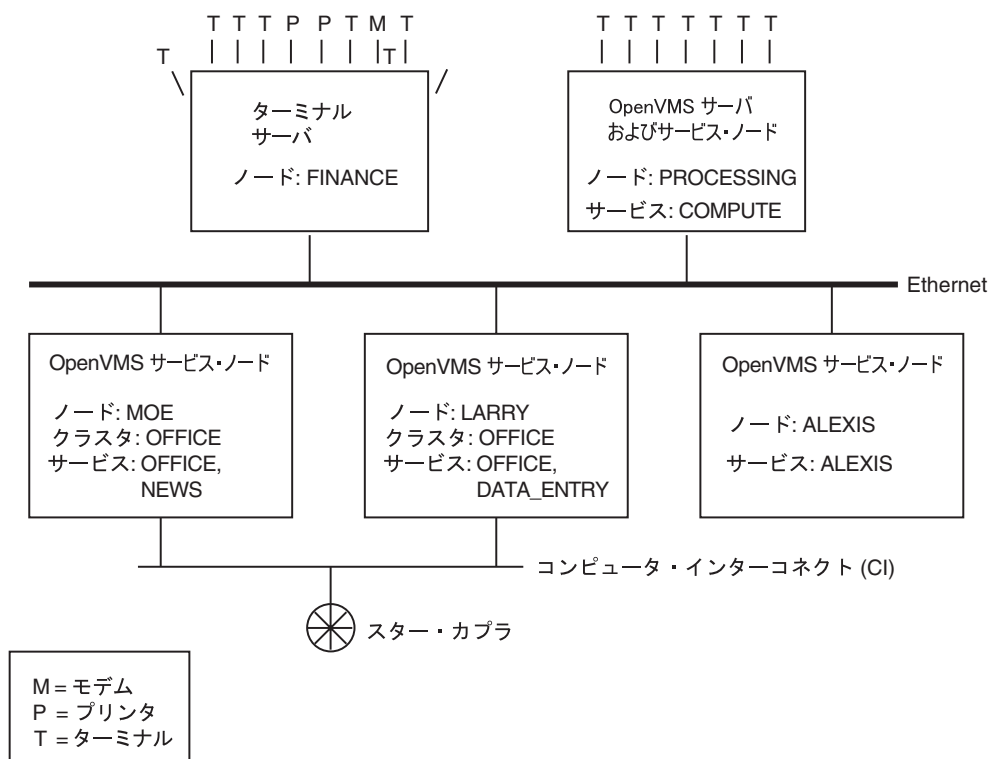 T T T P P T M T
T
T
T T T T T T T
ターミナル
サーバ
ノード: FINANCE
OpenVMS サーバ
およびサービス・ノード
ノード: PROCESSING
サービス: COMPUTE
Ethernet
OpenVMS サービス・ノード
ノード: MOE
クラスタ: OFFICE
サービス: OFFICE,
NEWS
OpenVMS サービス・ノード
ノード: LARRY
クラスタ: OFFICE
サービス: OFFICE,
DATA_ENTRY
OpenVMS サービス・ノード
ノード: ALEXIS
サービス: ALEXIS
コンピュータ・インターコネクト (CI)
スター・カプラ
M = モデム
P = プリンタ
T = ターミナル